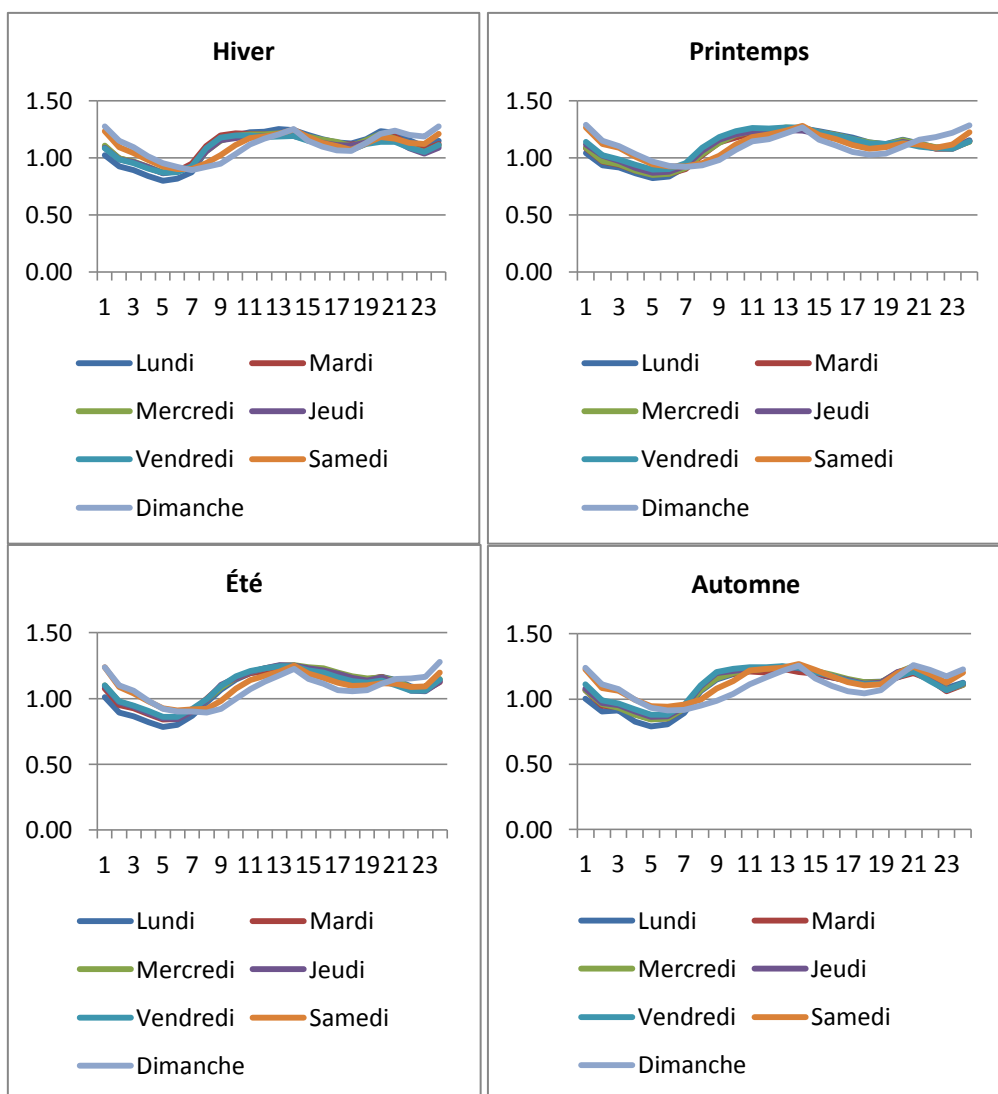 Hiver
1.50
1.00
0.50
0.00
1 3 5 7 9 11 13 15 17 19 21 23
Lundi Mardi
Mercredi Jeudi
Vendredi Samedi
Dimanche
Printemps
1.50
1.00
0.50
0.00
1 3 5 7 9 11 13 15 17 19 21 23
Lundi Mardi
Mercredi Jeudi
Vendredi Samedi
Dimanche
Été
1.50
1.00
0.50
0.00
1 3 5 7 9 11 13 15 17 19 21 23
Lundi Mardi
Mercredi Jeudi
Vendredi Samedi
Dimanche
Automne
1.50
1.00
0.50
0.00
1 3 5 7 9 11 13 15 17 19 21 23
Lundi Mardi
Mercredi Jeudi
Vendredi Samedi
Dimanche